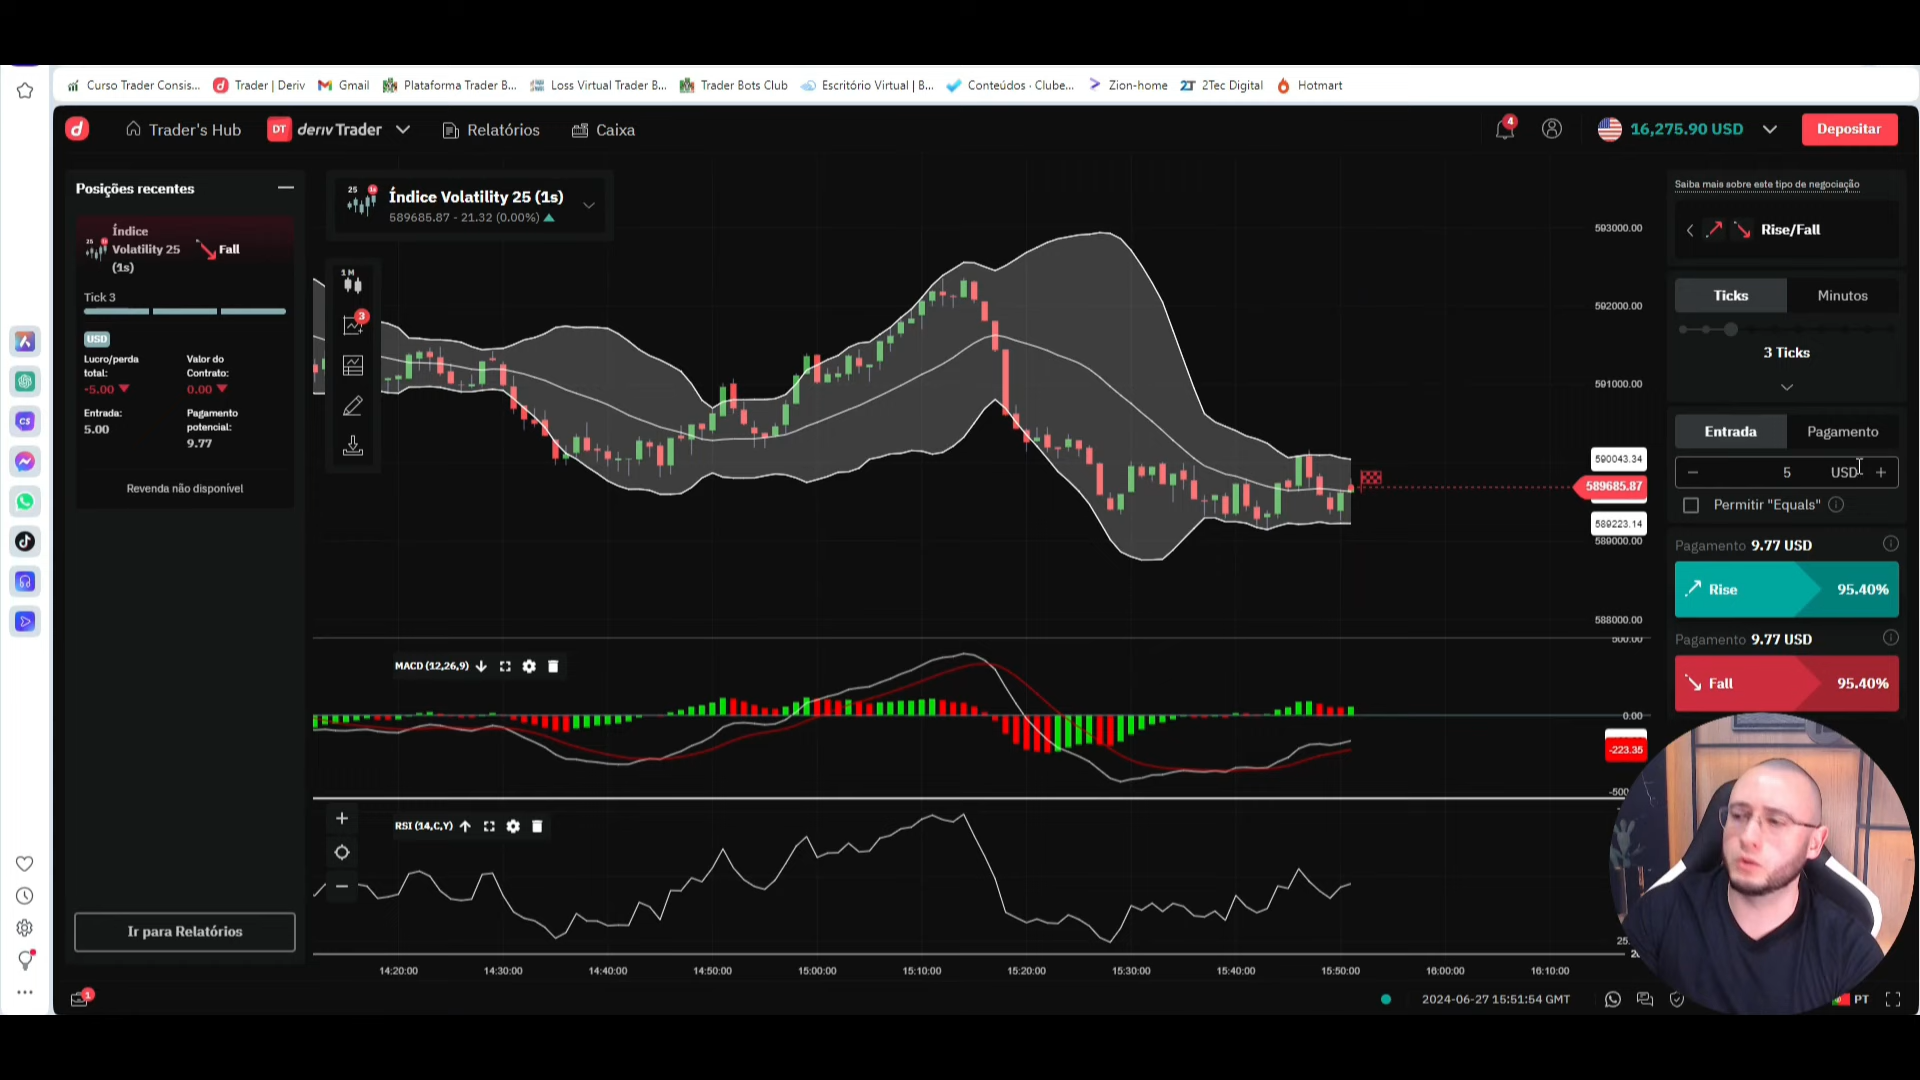 Curso Trader Consis...
Trader | Deriv
Gmail
Plataforma Trader B...
Loss Virtual Trader B...
Trader Bots Club
Escritório Virtual | B...
Conteúdos · Clube...
Zion-home
2T 2Tec Digital
Hotmart
d
Trader's Hub
DT deriv Trader
Relatórios
Caixa
4
16,275.90 USD
Depositar
Posições recentes
25 1s
Índice
Volatility 25
(1s)
Fall
Tick 3
USD
Lucro/perda
total:
-5.00
Valor do
Contrato:
0.00
Entrada:
5.00
Pagamento
potencial:
9.77
Revenda não disponível
Ir para Relatórios
1
25 1s
Índice Volatility 25 (1s)
589685.87 - 21.32 (0.00%)
1M
3
593000.00
592000.00
591000.00
590043.34
589685.87
589223.14
589000.00
588000.00
500.00
MACD (12,26,9)
0.00
-223.35
-500
RSI (14,C,Y)
25.
14:20:00
14:30:00
14:40:00
14:50:00
15:00:00
15:10:00
15:20:00
15:30:00
15:40:00
15:50:00
16:00:00
16:10:00
2024-06-27 15:51:54 GMT
PT
Saiba mais sobre este tipo de negociação
Rise/Fall
Ticks
Minutos
3 Ticks
Entrada
Pagamento
− 5 USD +
Permitir "Equals"
Pagamento 9.77 USD
Rise 95.40%
Pagamento 9.77 USD
Fall 95.40%
CS